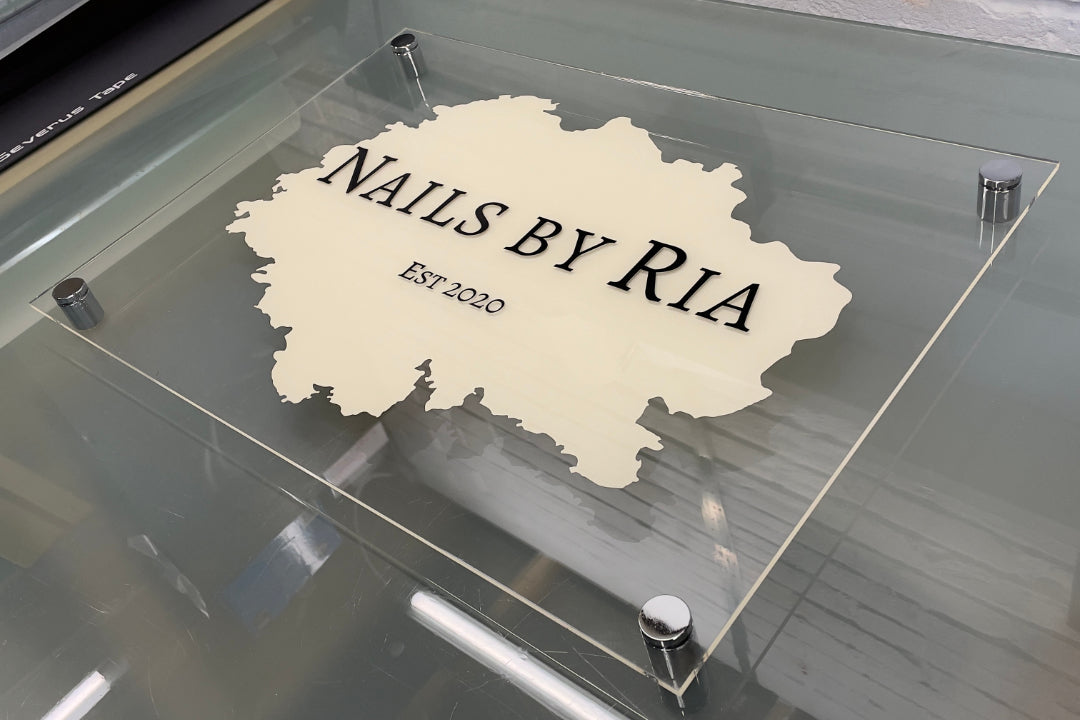 Severus Tape
NAILS BY RIA
EST 2020